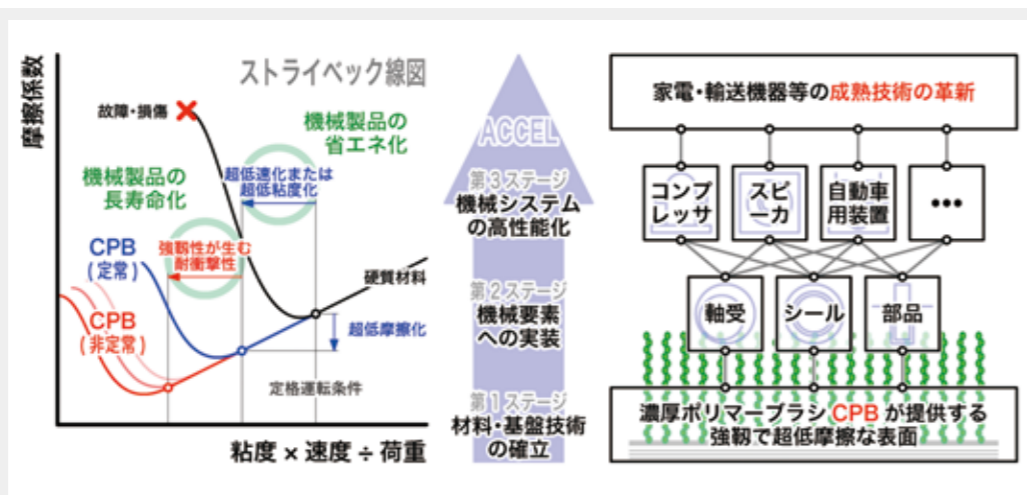 ストライベック線図
摩擦係数
故障・損傷
機械製品の
省エネ化
機械製品の
長寿命化
超低速化または
超低粘度化
CPB
(定常)
強靱性が生む
耐衝撃性
硬質材料
CPB
(非定常)
超低摩擦化
定格運転条件
粘度 × 速度 ÷ 荷重
ACCEL
第3ステージ
機械システム
の高性能化
第2ステージ
機械要素
への実装
第1ステージ
材料・基盤技術
の確立
家電・輸送機器等の成熟技術の革新
コンプ
レッサ
スピ
ーカ
自動車
用装置
•••
軸受
シール
部品
濃厚ポリマーブラシ CPB が提供する
強靱で超低摩擦な表面